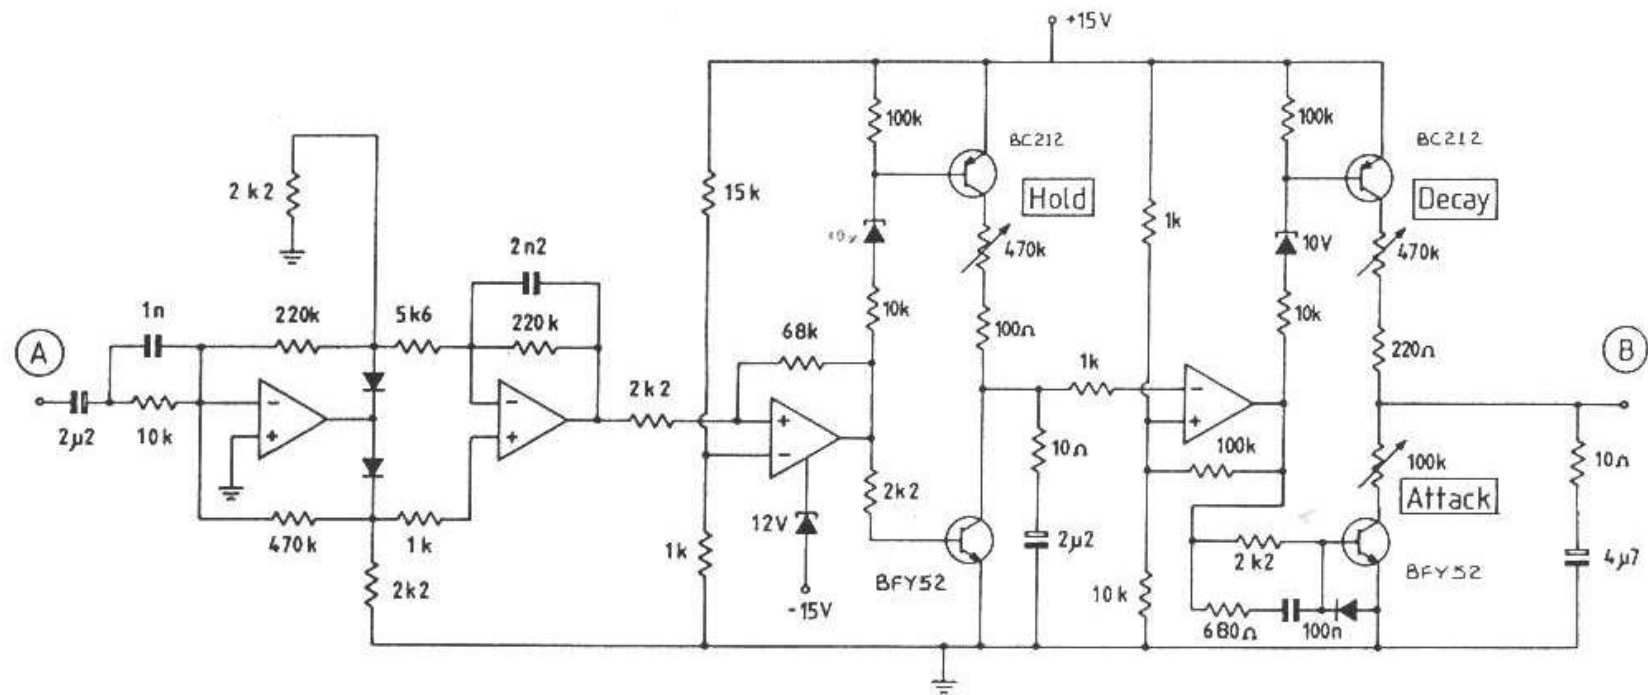 +15V
100k
BC212
Hold
470k
10k
100Ω
15k
1k
100k
BC212
Decay
10V
470k
10k
220Ω
2k2
2n2
1n
220k
5k6
220k
A
2µ2
10k
-
+
470k
1k
2k2
-
+
2k2
68k
+
-
12V
-15V
1k
2k2
BFY52
10Ω
2µ2
1k
-
+
100k
10k
2k2
680Ω
100n
100k
Attack
BFY52
B
10Ω
4µ7